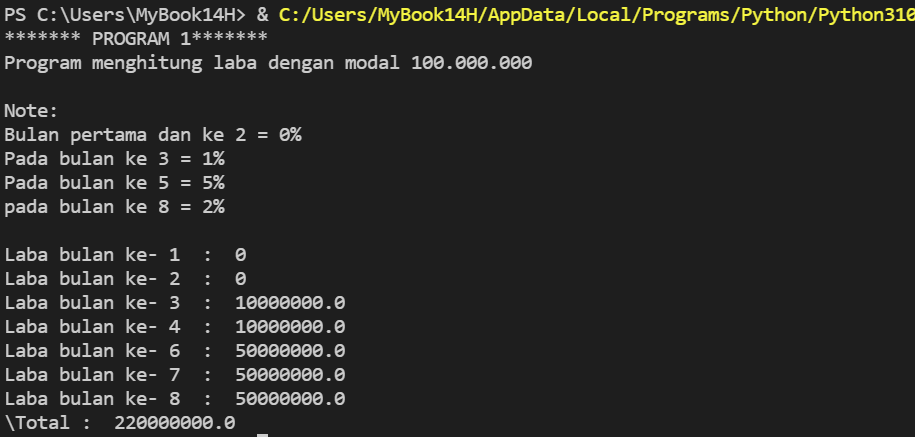 PS C:\Users\MyBook14H> & C:/Users/MyBook14H/AppData/Local/Programs/Python/Python310
******* PROGRAM 1*******
Program menghitung laba dengan modal 100.000.000
Note:
Bulan pertama dan ke 2 = 0%
Pada bulan ke 3 = 1%
Pada bulan ke 5 = 5%
pada bulan ke 8 = 2%
Laba bulan ke- 1  :  0
Laba bulan ke- 2  :  0
Laba bulan ke- 3  :  10000000.0
Laba bulan ke- 4  :  10000000.0
Laba bulan ke- 6  :  50000000.0
Laba bulan ke- 7  :  50000000.0
Laba bulan ke- 8  :  50000000.0
\Total :  220000000.0